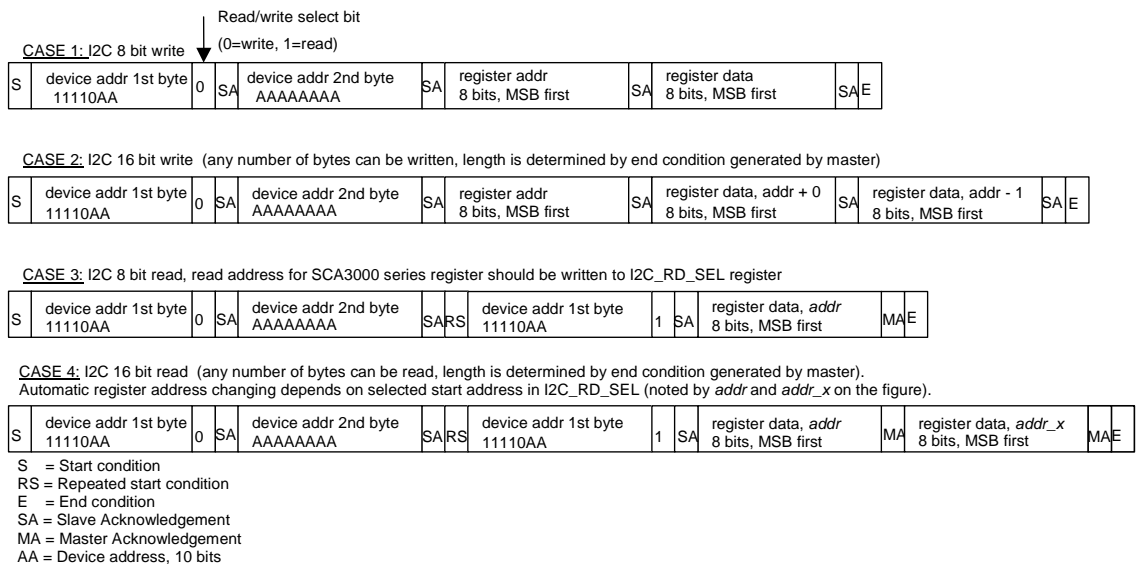 Read/write select bit
(0=write, 1=read)
CASE 1: I2C 8 bit write
S device addr 1st byte 0 SA device addr 2nd byte SA register addr SA register data SA E
11110AA AAAAAAAA 8 bits, MSB first 8 bits, MSB first
CASE 2: I2C 16 bit write (any number of bytes can be written, length is determined by end condition generated by master)
S device addr 1st byte 0 SA device addr 2nd byte SA register addr SA register data, addr + 0 SA register data, addr - 1 SA E
11110AA AAAAAAAA 8 bits, MSB first 8 bits, MSB first 8 bits, MSB first
CASE 3: I2C 8 bit read, read address for SCA3000 series register should be written to I2C_RD_SEL register
S device addr 1st byte 0 SA device addr 2nd byte SA RS device addr 1st byte 1 SA register data, addr MA E
11110AA AAAAAAAA 11110AA 8 bits, MSB first
CASE 4: I2C 16 bit read (any number of bytes can be read, length is determined by end condition generated by master).
Automatic register address changing depends on selected start address in I2C_RD_SEL (noted by addr and addr_x on the figure).
S device addr 1st byte 0 SA device addr 2nd byte SA RS device addr 1st byte 1 SA register data, addr MA register data, addr_x MA E
11110AA AAAAAAAA 11110AA 8 bits, MSB first 8 bits, MSB first
S = Start condition
RS = Repeated start condition
E = End condition
SA = Slave Acknowledgement
MA = Master Acknowledgement
AA = Device address, 10 bits